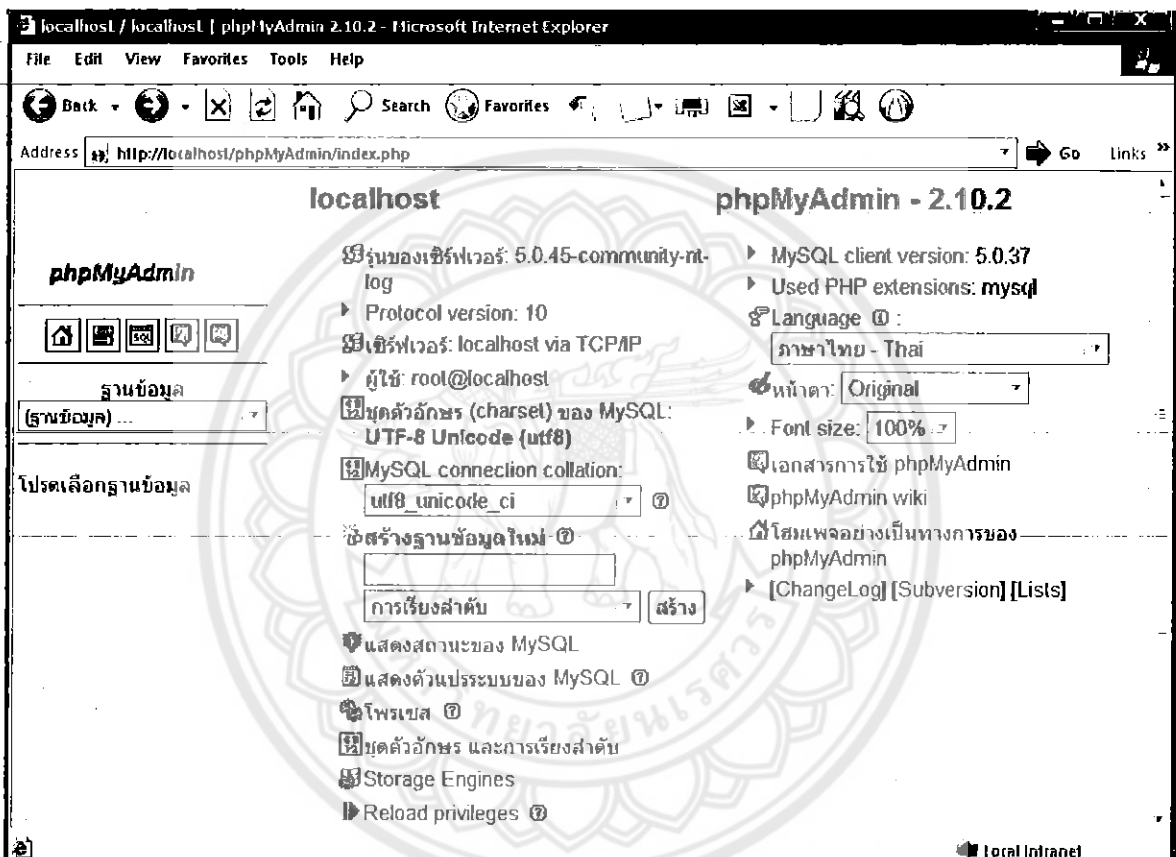 localhost / localhost | phpMyAdmin 2.10.2 - Microsoft Internet Explorer
File Edit View Favorites Tools Help
Back Search Favorites
Address http://localhost/phpMyAdmin/index.php Go Links »
phpMyAdmin
ฐานข้อมูล
(ฐานข้อมูล) ...
โปรดเลือกฐานข้อมูล
localhost
รุ่นของเซิร์ฟเวอร์: 5.0.45-community-nt-
log
Protocol version: 10
เซิร์ฟเวอร์: localhost via TCP/IP
ผู้ใช้: root@localhost
ชุดตัวอักษร (charset) ของ MySQL:
UTF-8 Unicode (utf8)
MySQL connection collation:
utf8_unicode_ci
สร้างฐานข้อมูลใหม่
การเรียงลำดับ สร้าง
แสดงสถานะของ MySQL
แสดงตัวแปรระบบของ MySQL
โพรเซส
ชุดตัวอักษร และการเรียงลำดับ
Storage Engines
Reload privileges
phpMyAdmin - 2.10.2
MySQL client version: 5.0.37
Used PHP extensions: mysql
Language :
ภาษาไทย - Thai
หน้าตา: Original
Font size: 100%
เอกสารการใช้ phpMyAdmin
phpMyAdmin wiki
โฮมเพจอย่างเป็นทางการของ
phpMyAdmin
[ChangeLog] [Subversion] [Lists]
Local intranet